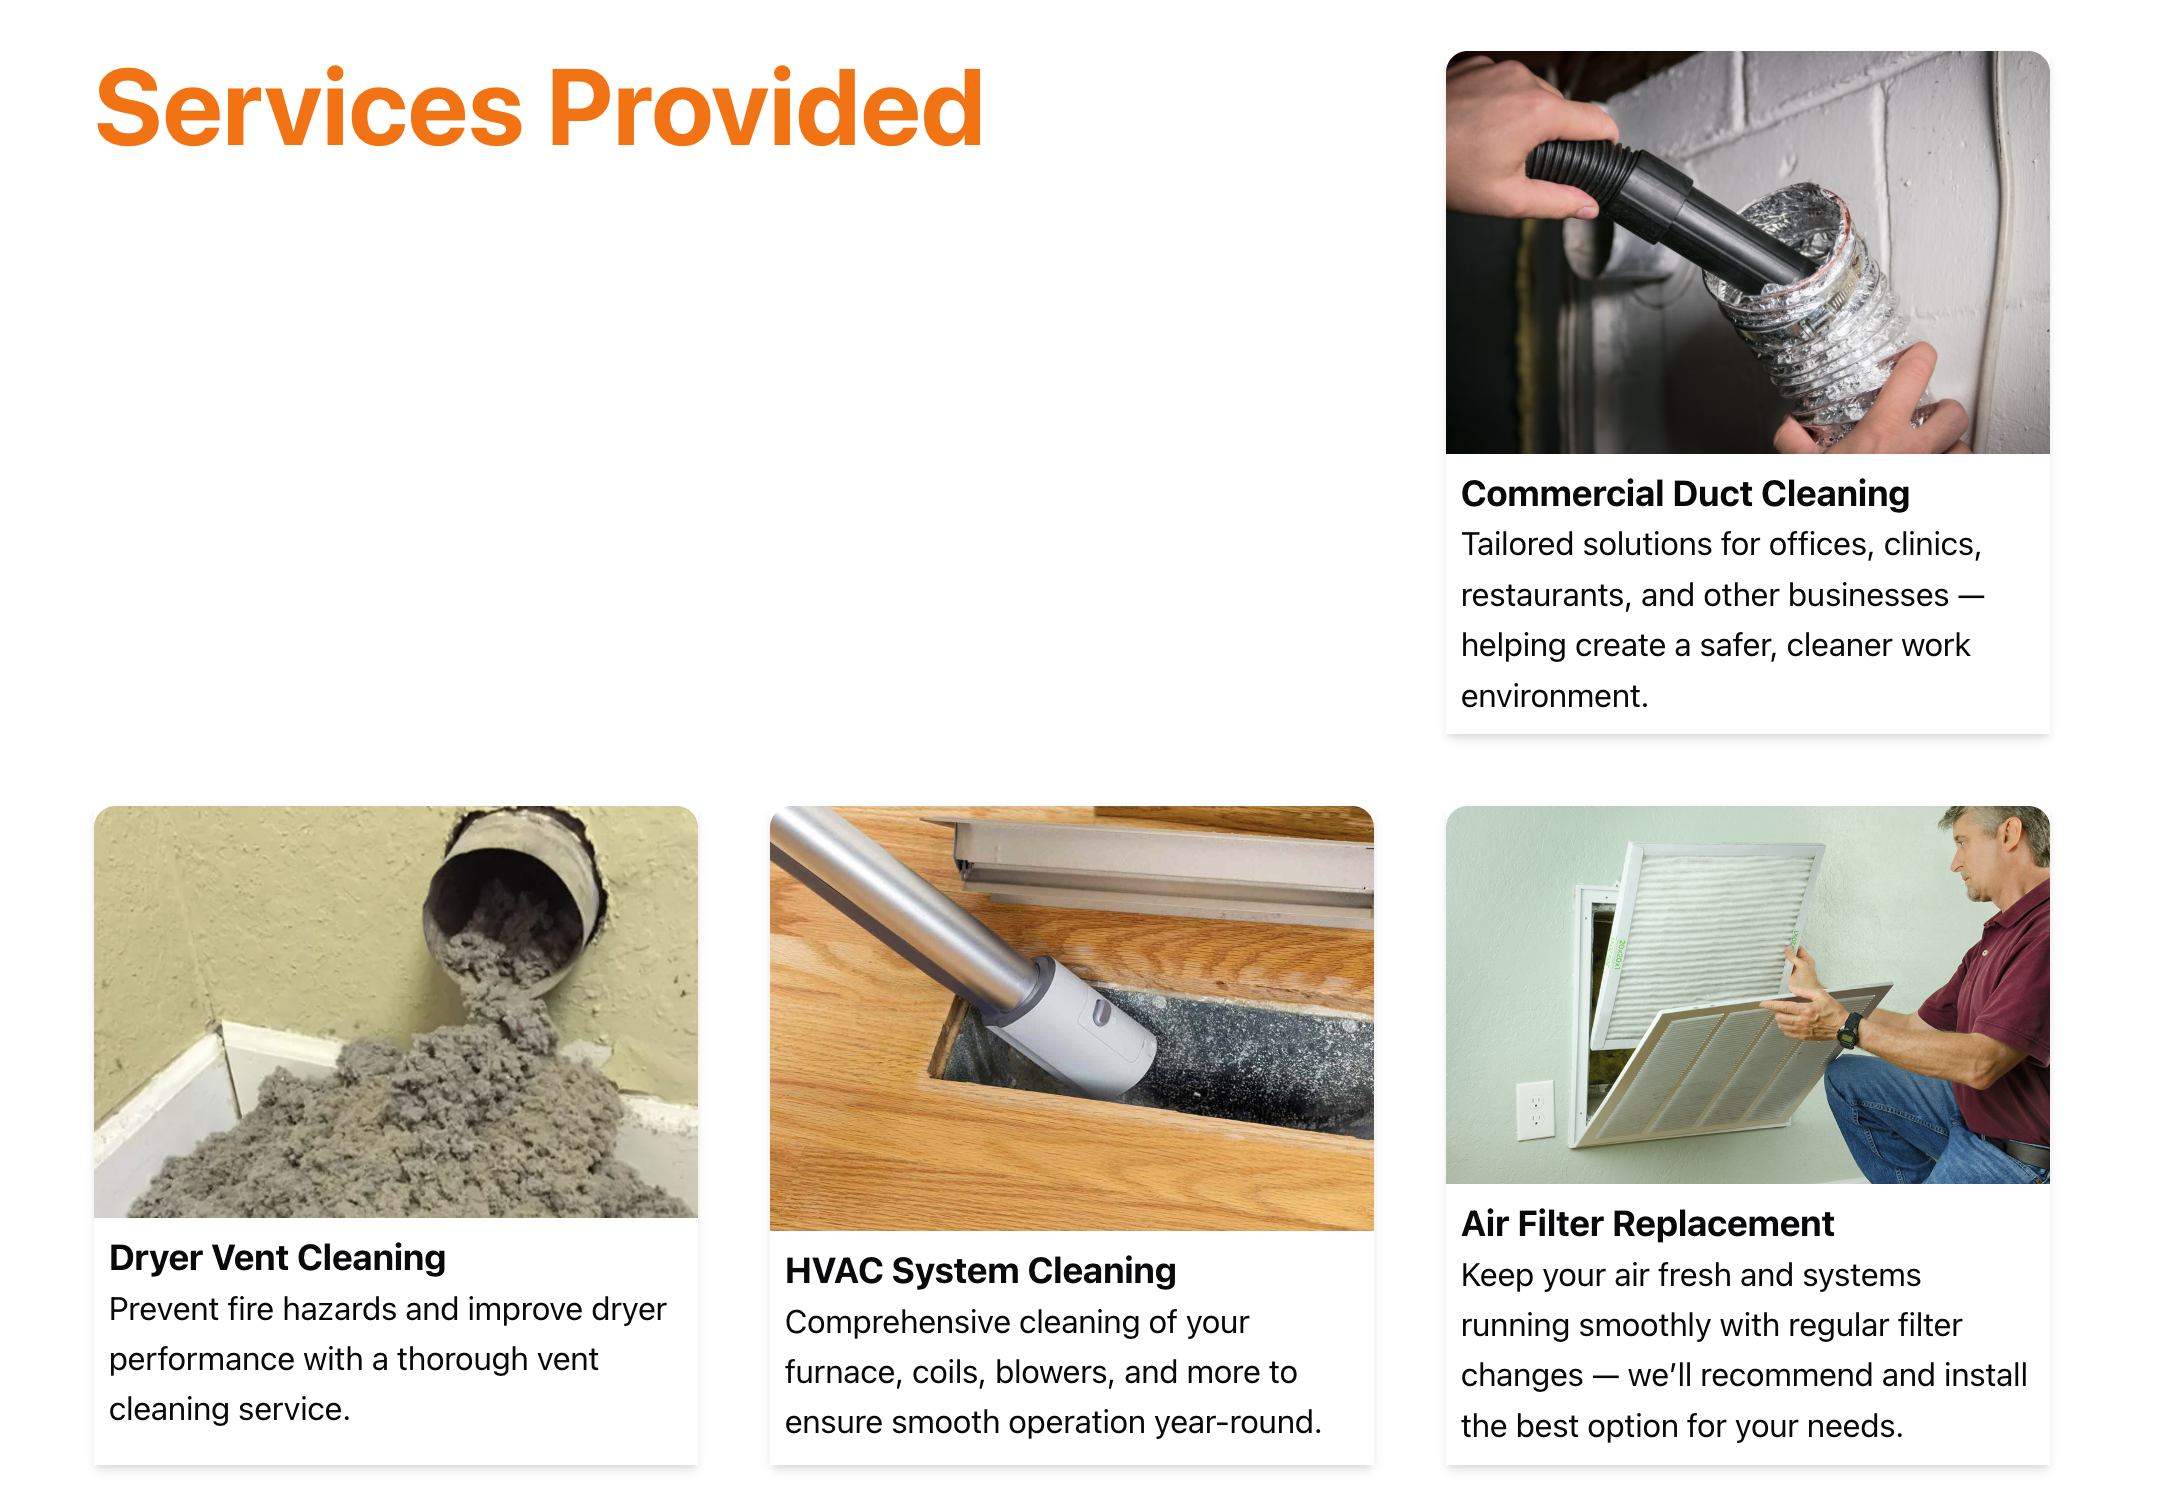 Services Provided
Commercial Duct Cleaning
Tailored solutions for offices, clinics,
restaurants, and other businesses —
helping create a safer, cleaner work
environment.
Dryer Vent Cleaning
Prevent fire hazards and improve dryer
performance with a thorough vent
cleaning service.
HVAC System Cleaning
Comprehensive cleaning of your
furnace, coils, blowers, and more to
ensure smooth operation year-round.
20x20x1
Air Filter Replacement
Keep your air fresh and systems
running smoothly with regular filter
changes — we’ll recommend and install
the best option for your needs.